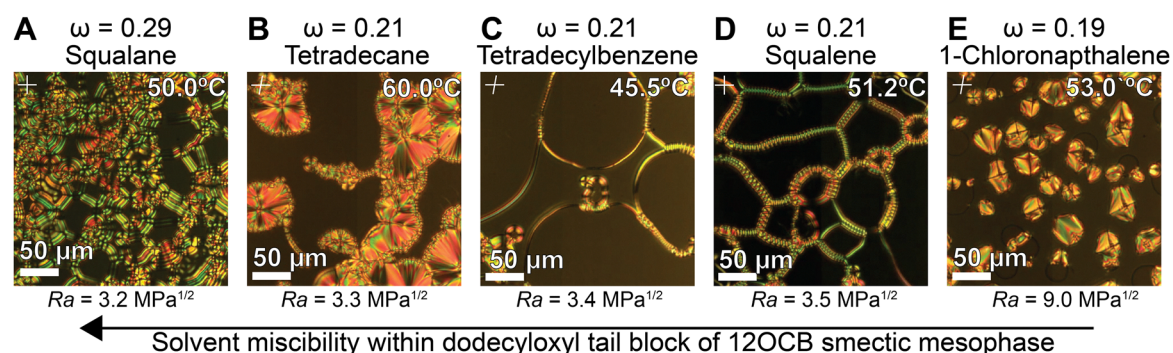 A ω = 0.29
Squalane
50.0ºC
50 µm
Ra = 3.2 MPa1/2
B ω = 0.21
Tetradecane
60.0ºC
50 µm
Ra = 3.3 MPa1/2
C ω = 0.21
Tetradecylbenzene
45.5ºC
50 µm
Ra = 3.4 MPa1/2
D ω = 0.21
Squalene
51.2ºC
50 µm
Ra = 3.5 MPa1/2
E ω = 0.19
1-Chloronapthalene
53.0 ºC
50 µm
Ra = 9.0 MPa1/2
Solvent miscibility within dodecyloxyl tail block of 12OCB smectic mesophase